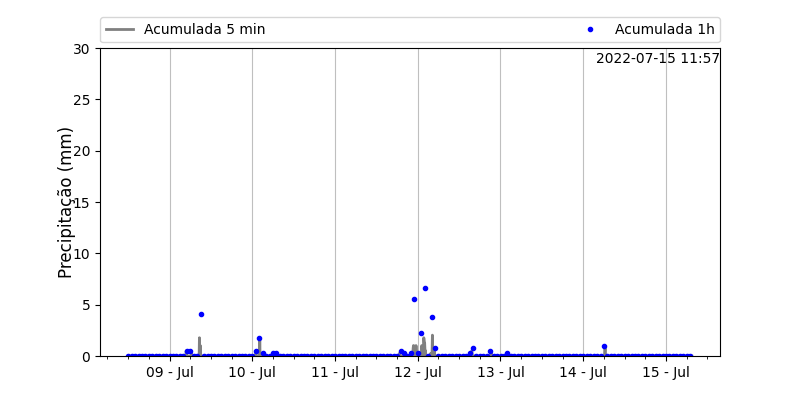 Acumulada 5 min
Acumulada 1h
2022-07-15 11:57
Precipitação (mm)
30
25
20
15
10
5
0
09 - Jul
10 - Jul
11 - Jul
12 - Jul
13 - Jul
14 - Jul
15 - Jul